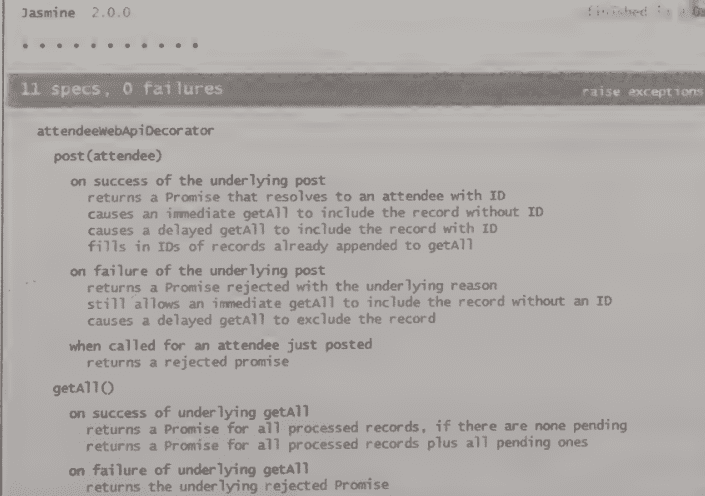 Jasmine 2.0.0
finished in
• • • • • • • • • • •
11 specs, 0 failures
raise exceptions
attendeeWebApiDecorator
post(attendee)
on success of the underlying post
returns a Promise that resolves to an attendee with ID
causes an immediate getAll to include the record without ID
causes a delayed getAll to include the record with ID
fills in IDs of records already appended to getAll
on failure of the underlying post
returns a Promise rejected with the underlying reason
still allows an immediate getAll to include the record without an ID
causes a delayed getAll to exclude the record
when called for an attendee just posted
returns a rejected promise
getAll()
on success of underlying getAll
returns a Promise for all processed records, if there are none pending
returns a Promise for all processed records plus all pending ones
on failure of underlying getAll
returns the underlying rejected Promise